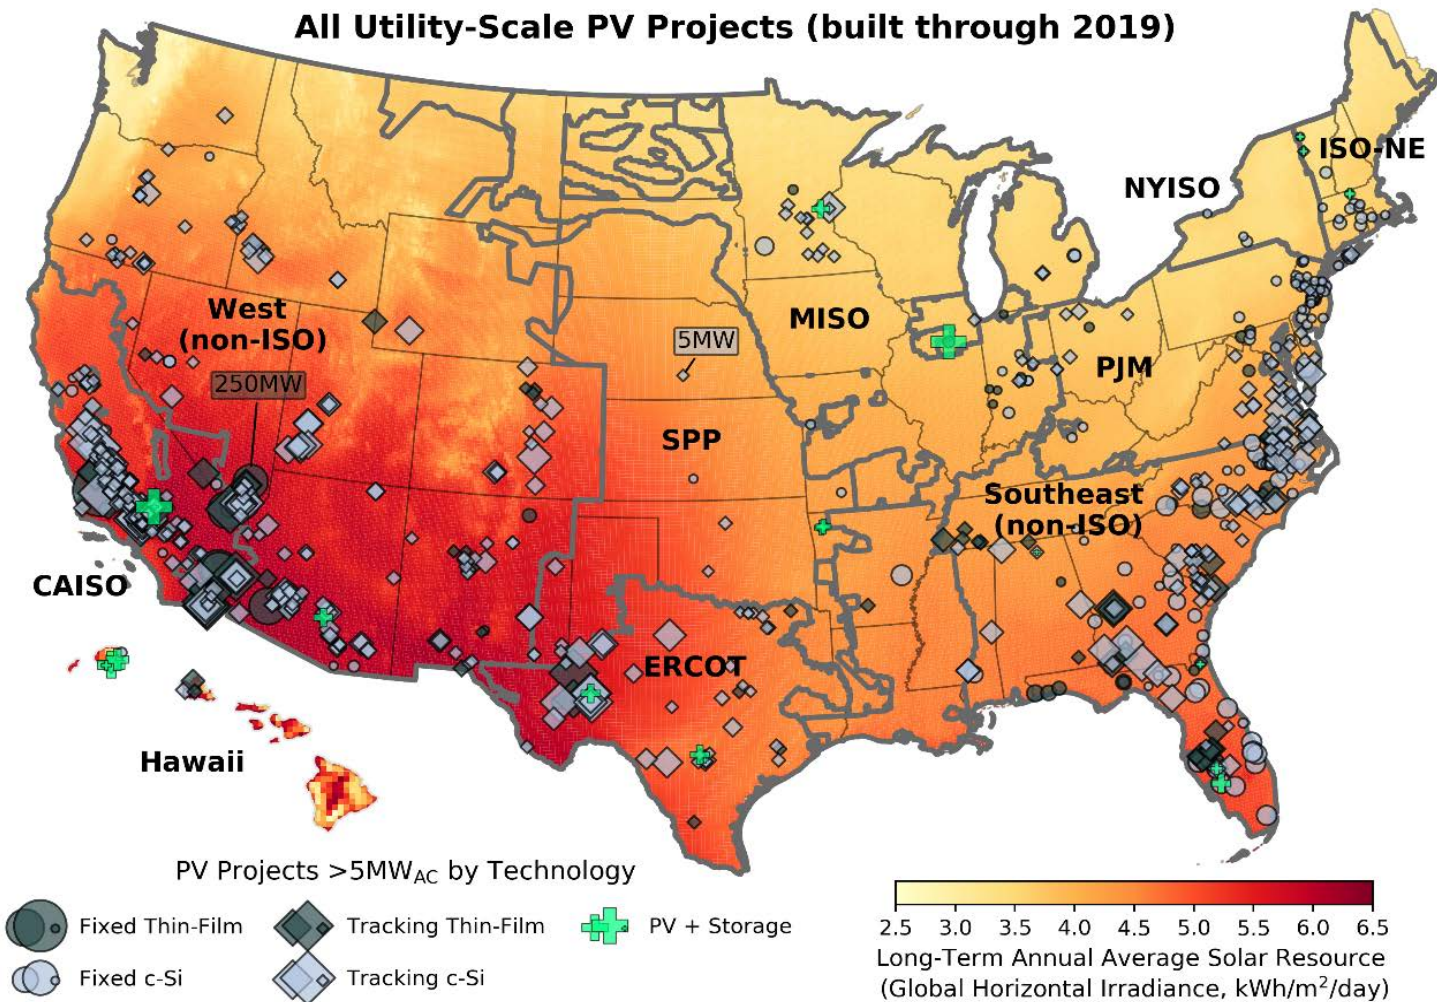 All Utility-Scale PV Projects (built through 2019)
ISO-NE
NYISO
West
(non-ISO)
MISO
5MW
PJM
250MW
SPP
Southeast
(non-ISO)
CAISO
ERCOT
Hawaii
PV Projects >5MW_AC by Technology
Fixed Thin-Film
Tracking Thin-Film
PV + Storage
Fixed c-Si
Tracking c-Si
2.5 3.0 3.5 4.0 4.5 5.0 5.5 6.0 6.5
Long-Term Annual Average Solar Resource
(Global Horizontal Irradiance, kWh/m²/day)